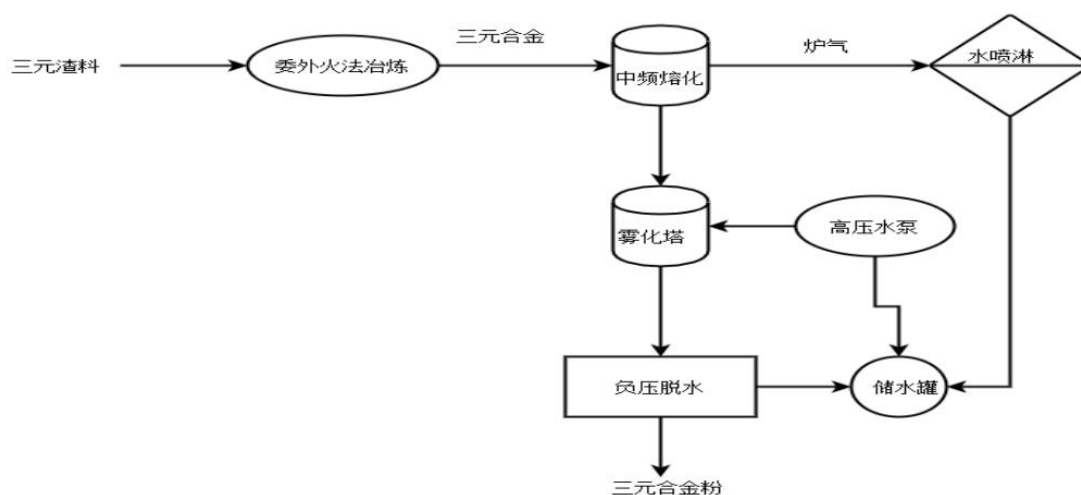 三元渣料
委外火法冶炼
三元合金
中频熔化
炉气
水喷淋
雾化塔
高压水泵
负压脱水
储水罐
三元合金粉